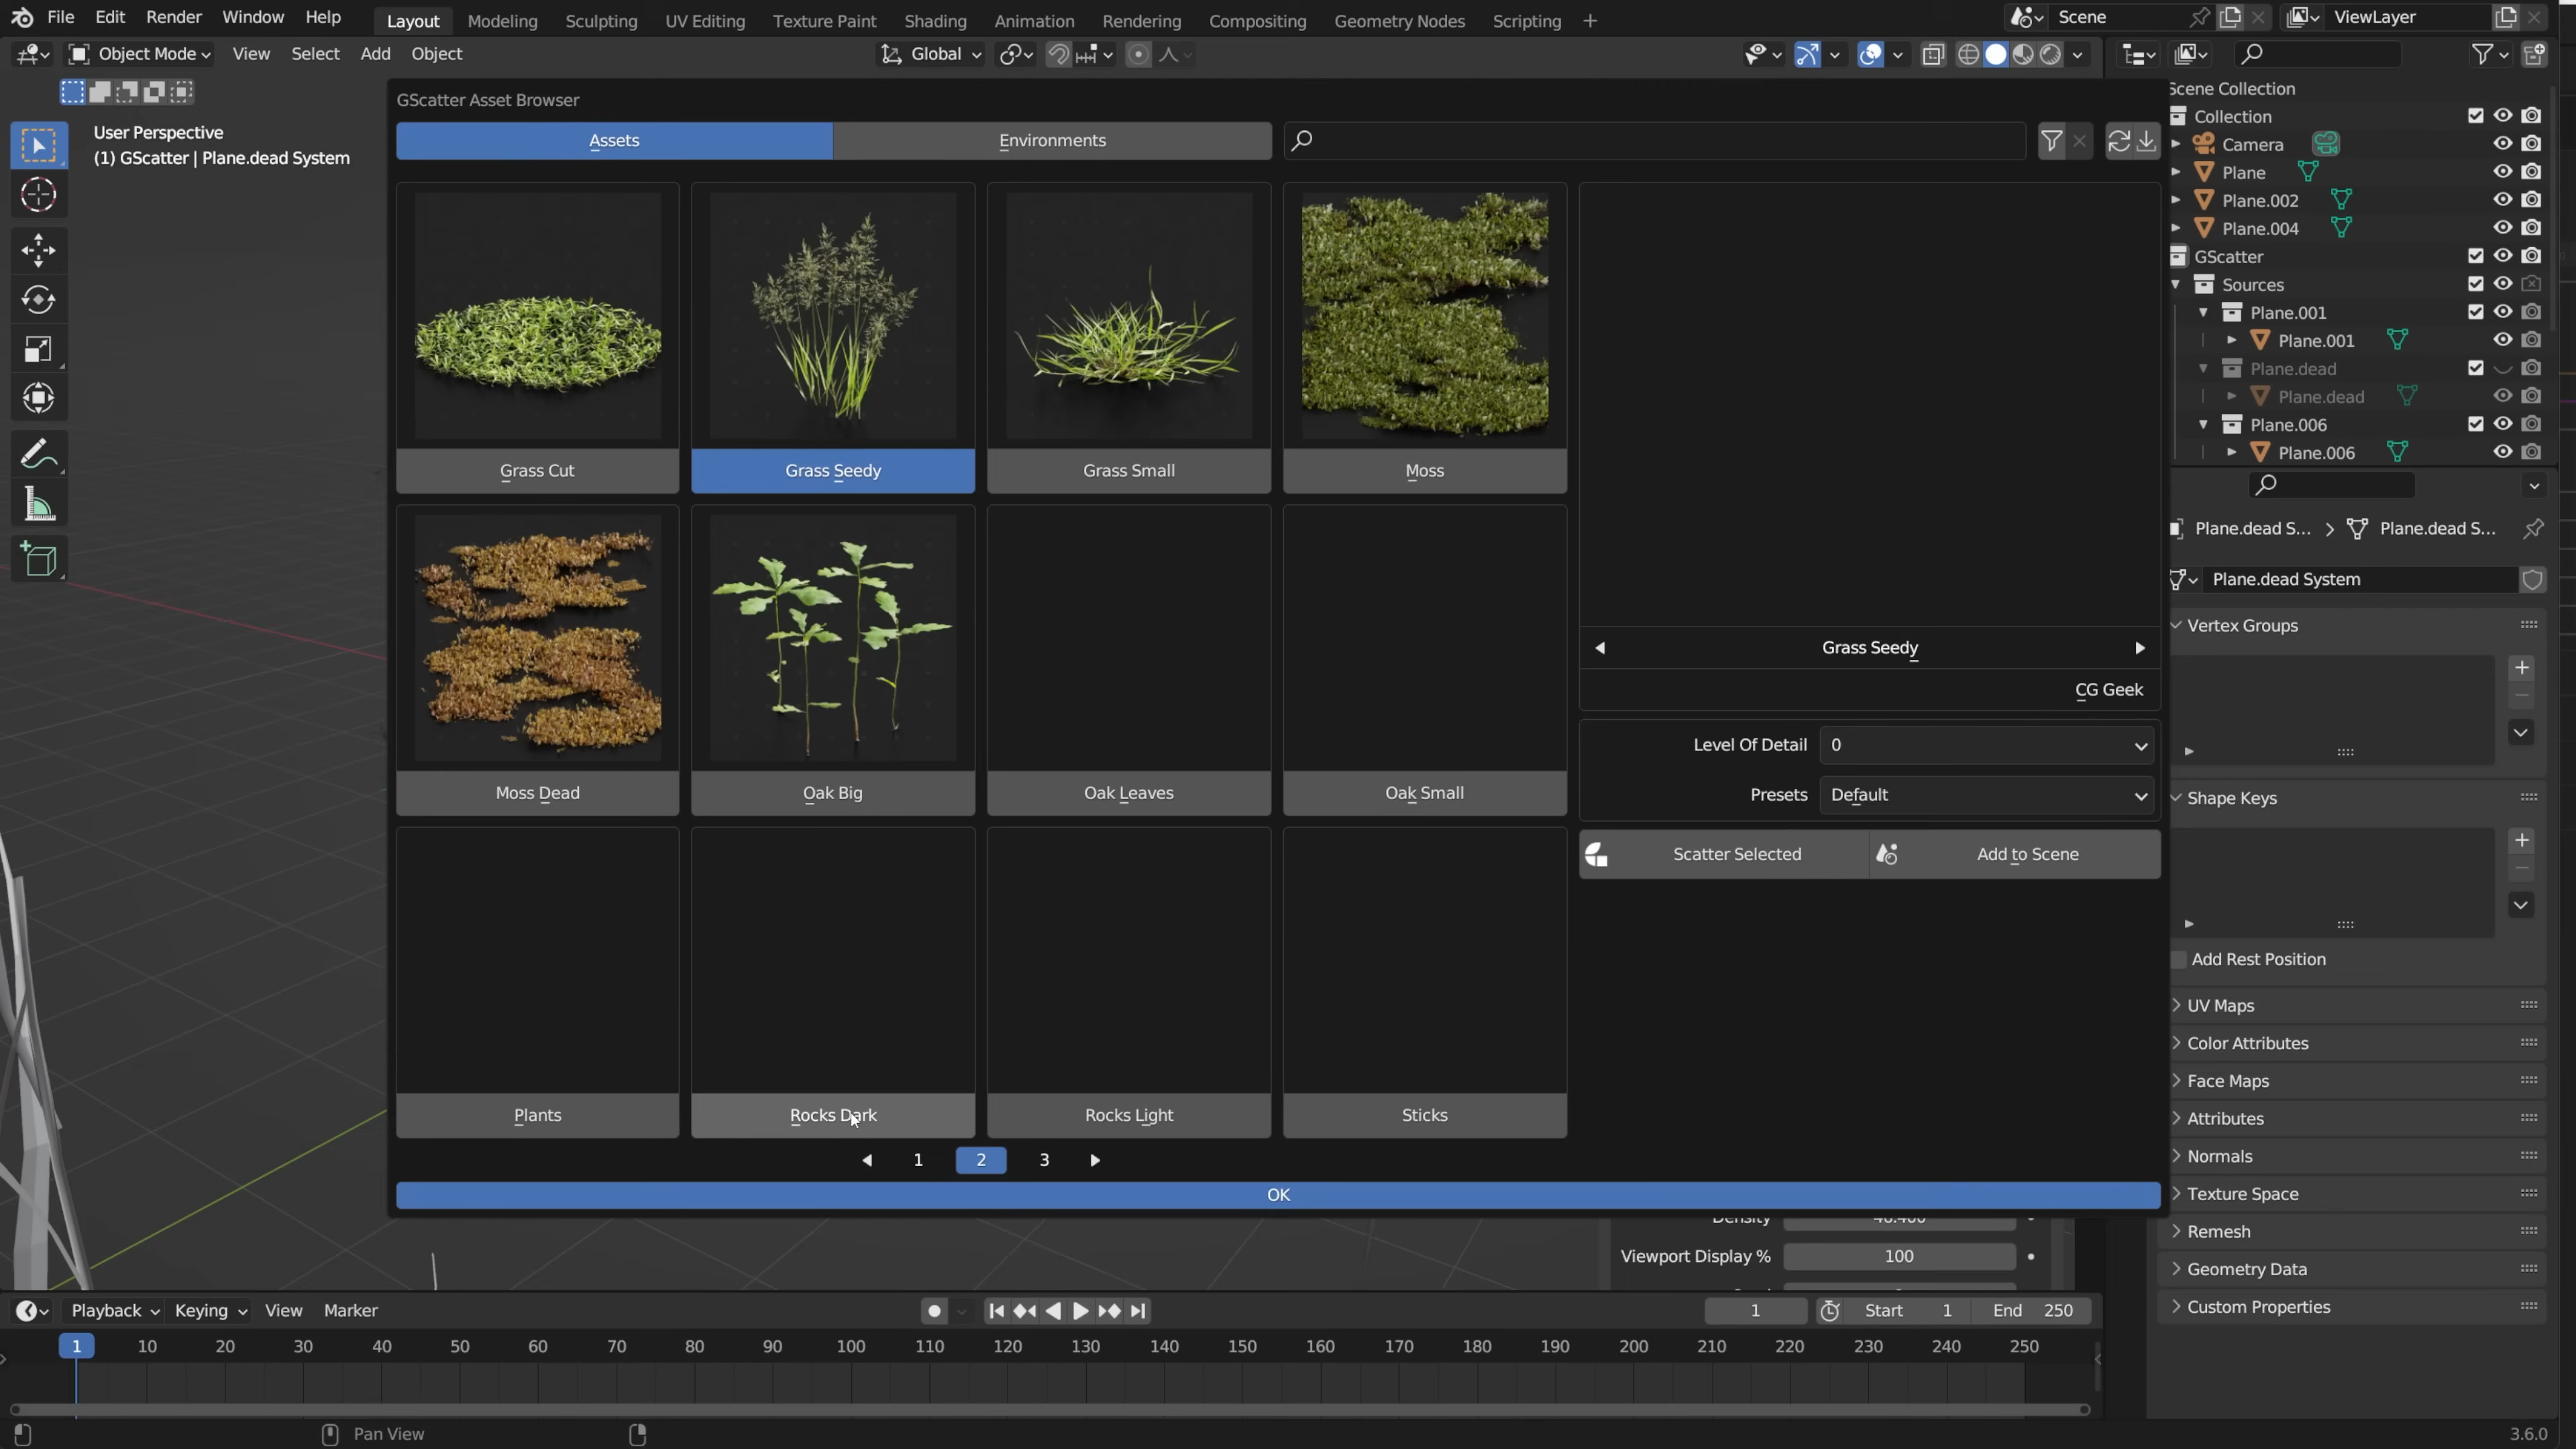 File Edit Render Window Help Layout Modeling Sculpting UV Editing Texture Paint Shading Animation Rendering Compositing Geometry Nodes Scripting + Scene ViewLayer
Object Mode View Select Add Object Global
User Perspective
(1) GScatter | Plane.dead System
GScatter Asset Browser
Assets Environments
Grass Cut Grass Seedy Grass Small Moss
Moss Dead Oak Big Oak Leaves Oak Small
Plants Rocks Dark Rocks Light Sticks
1 2 3
OK
Grass Seedy
CG Geek
Level Of Detail 0
Presets Default
Scatter Selected Add to Scene
Viewport Display % 100
Scene Collection
Collection
Camera
Plane
Plane.002
Plane.004
GScatter
Sources
Plane.001
Plane.001
Plane.dead
Plane.dead
Plane.006
Plane.006
Plane.dead S... Plane.dead S...
Plane.dead System
Vertex Groups
Shape Keys
Add Rest Position
UV Maps
Color Attributes
Face Maps
Attributes
Normals
Texture Space
Remesh
Geometry Data
Custom Properties
Playback Keying View Marker 1 Start 1 End 250
1 10 20 30 40 50 60 70 80 90 100 110 120 130 140 150 160 170 180 190 200 210 220 230 240 250
Pan View 3.6.0